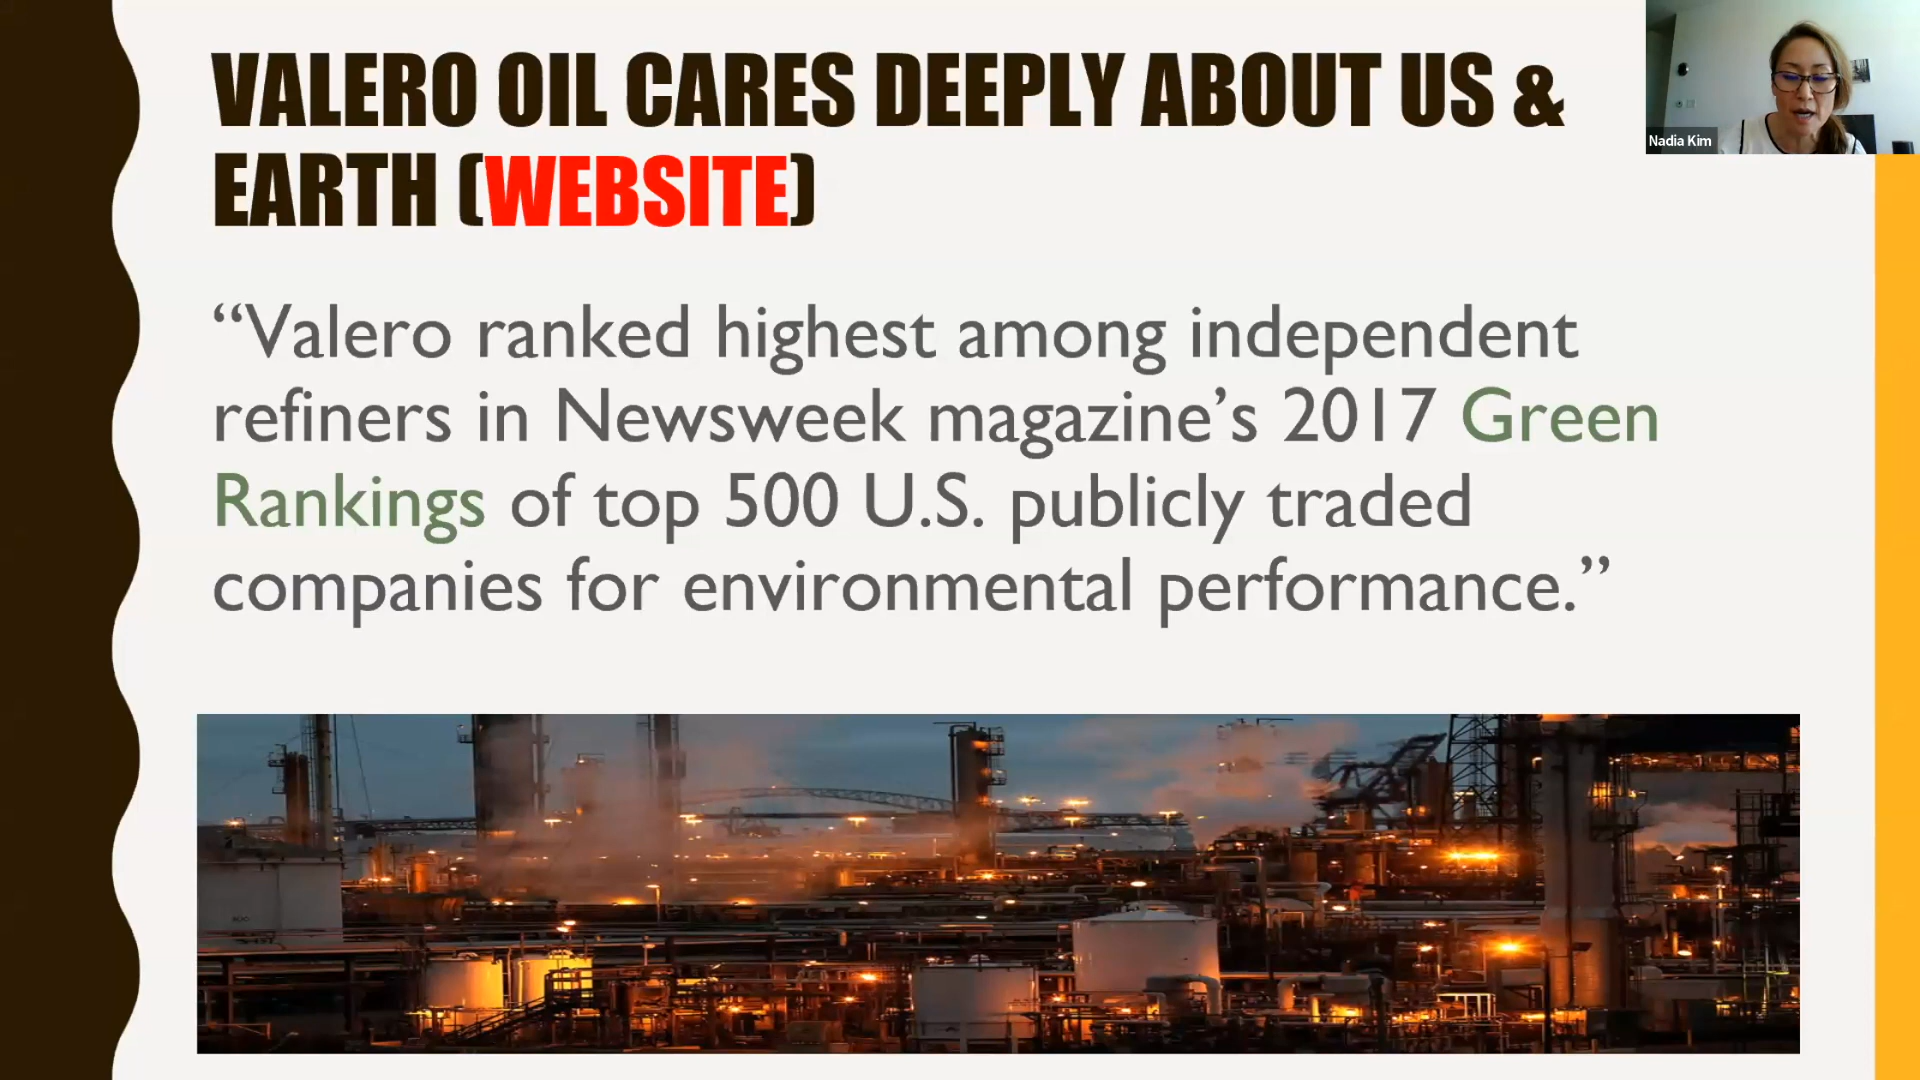 VALERO OIL CARES DEEPLY ABOUT US &
EARTH (WEBSITE)
Nadia Kim
“Valero ranked highest among independent
refiners in Newsweek magazine’s 2017 Green
Rankings of top 500 U.S. publicly traded
companies for environmental performance.”